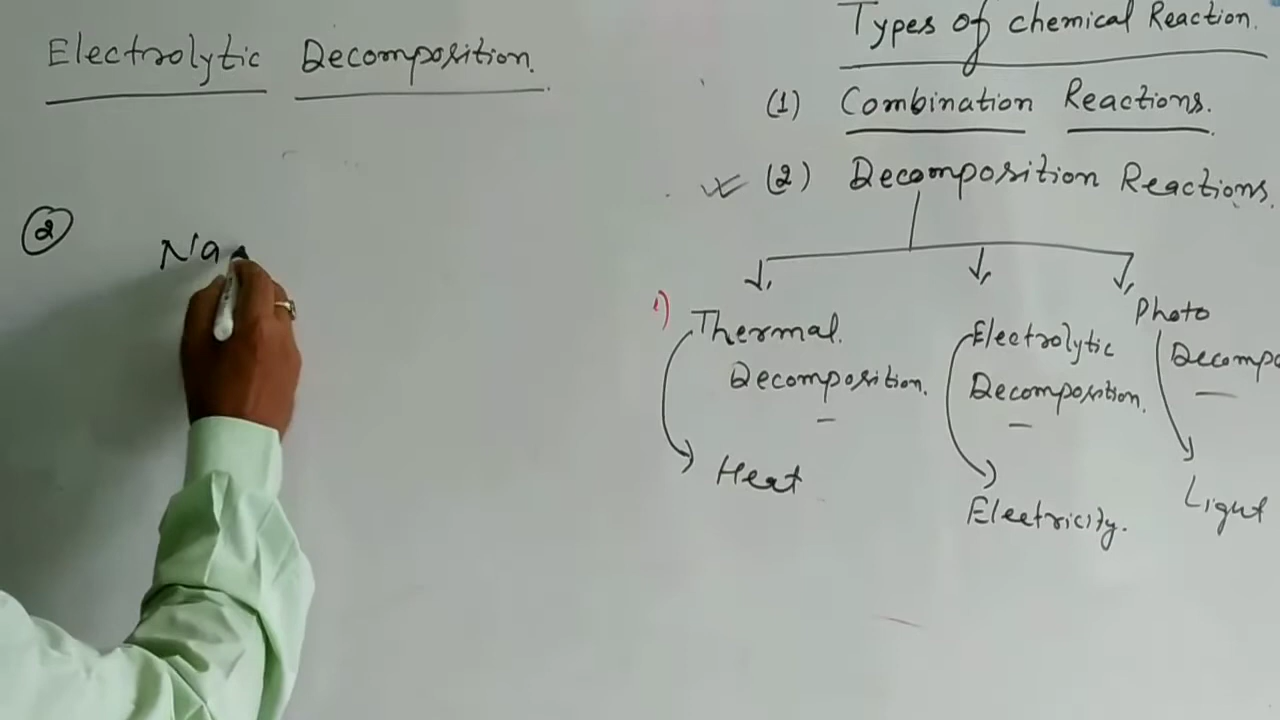 Electrolytic Decomposition.
② Na
Types of chemical Reaction.
(1) Combination Reactions.
(2) Decomposition Reactions.
1) Thermal.
Decomposition.
Heat
Electrolytic
Decomposition.
Electricity.
Photo
Decompo
Light